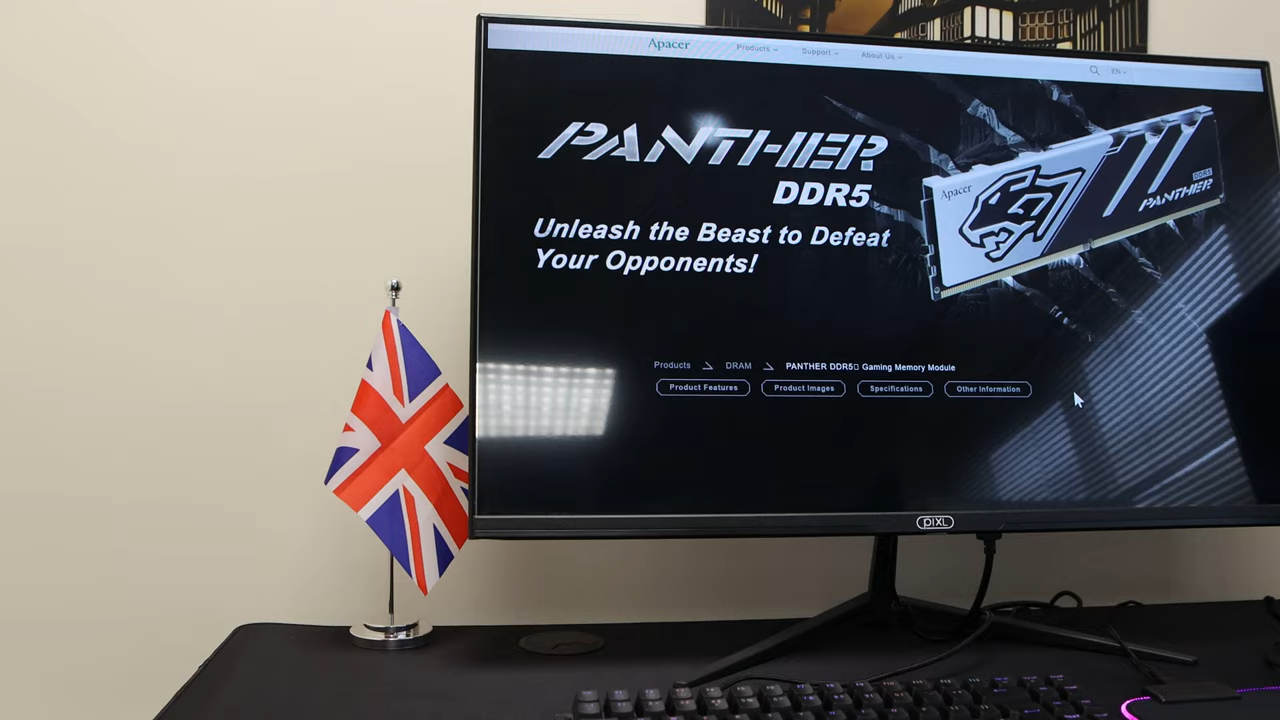 Apacer
Products
Support
About Us
EN
PANTHER
DDR5
Unleash the Beast to Defeat
Your Opponents!
Apacer
DDR5
PANTHER
Products
DRAM
PANTHER DDR5▯ Gaming Memory Module
Product Features
Product Images
Specifications
Other Information
PIXL